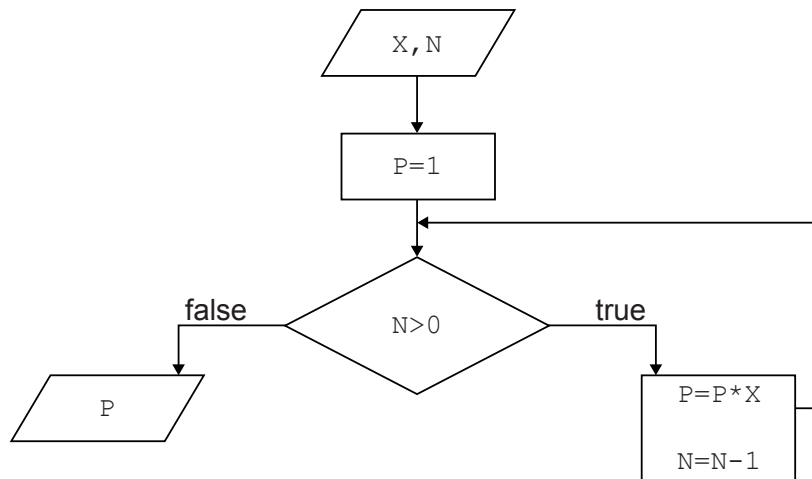 X,N
P=1
N>0
false
true
P
P=P*X
N=N-1